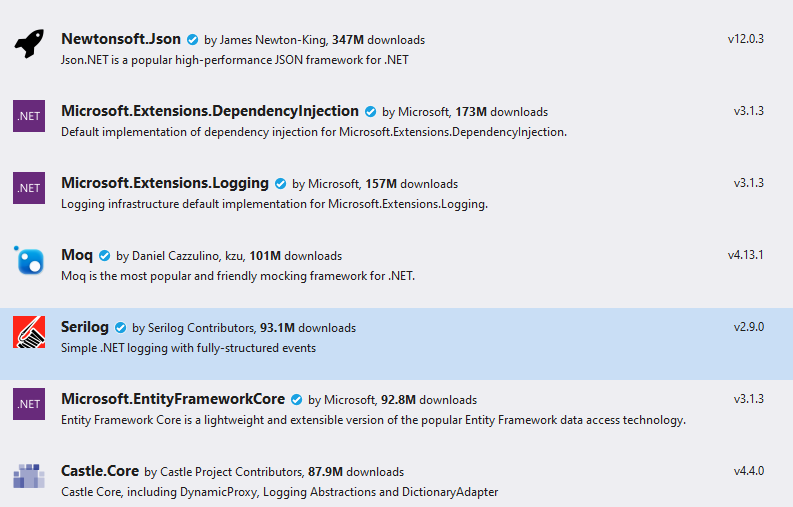 Newtonsoft.Json by James Newton-King, 347M downloads v12.0.3
Json.NET is a popular high-performance JSON framework for .NET
.NET Microsoft.Extensions.DependencyInjection by Microsoft, 173M downloads v3.1.3
Default implementation of dependency injection for Microsoft.Extensions.DependencyInjection.
.NET Microsoft.Extensions.Logging by Microsoft, 157M downloads v3.1.3
Logging infrastructure default implementation for Microsoft.Extensions.Logging.
Moq by Daniel Cazzulino, kzu, 101M downloads v4.13.1
Moq is the most popular and friendly mocking framework for .NET.
Serilog by Serilog Contributors, 93.1M downloads v2.9.0
Simple .NET logging with fully-structured events
.NET Microsoft.EntityFrameworkCore by Microsoft, 92.8M downloads v3.1.3
Entity Framework Core is a lightweight and extensible version of the popular Entity Framework data access technology.
Castle.Core by Castle Project Contributors, 87.9M downloads v4.4.0
Castle Core, including DynamicProxy, Logging Abstractions and DictionaryAdapter